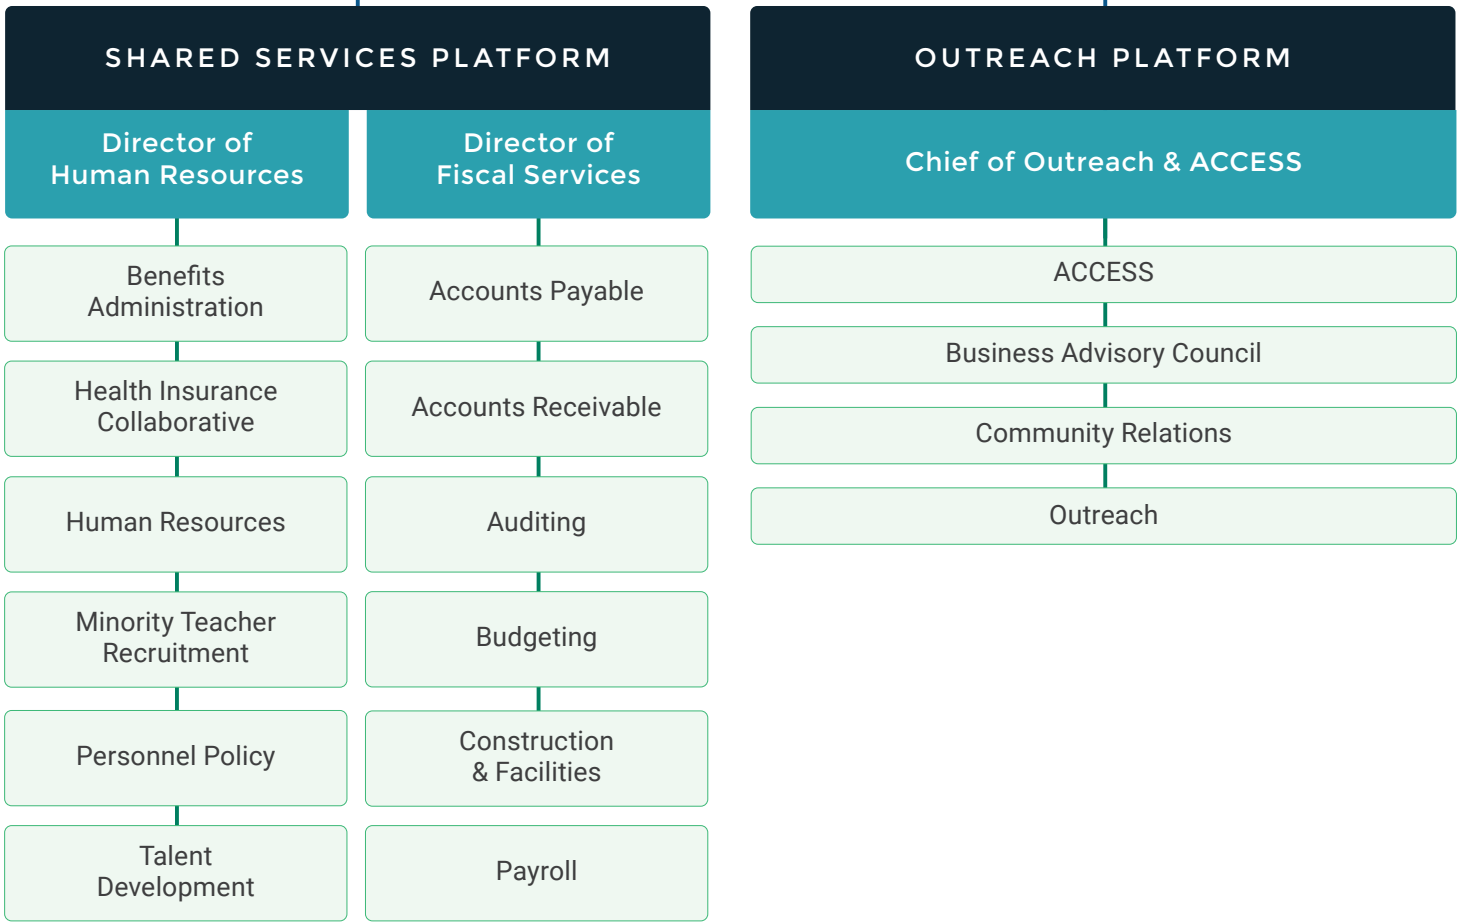 SHARED SERVICES PLATFORM
Director of
Human Resources
Benefits
Administration
Health Insurance
Collaborative
Human Resources
Minority Teacher
Recruitment
Personnel Policy
Talent
Development
Director of
Fiscal Services
Accounts Payable
Accounts Receivable
Auditing
Budgeting
Construction
& Facilities
Payroll
OUTREACH PLATFORM
Chief of Outreach & ACCESS
ACCESS
Business Advisory Council
Community Relations
Outreach